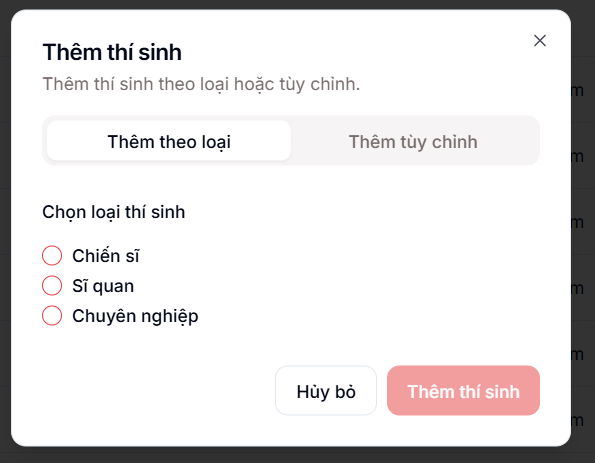 Thêm thí sinh
Thêm thí sinh theo loại hoặc tùy chỉnh.
Thêm theo loại
Thêm tùy chỉnh
Chọn loại thí sinh
Chiến sĩ
Sĩ quan
Chuyên nghiệp
Hủy bỏ
Thêm thí sinh